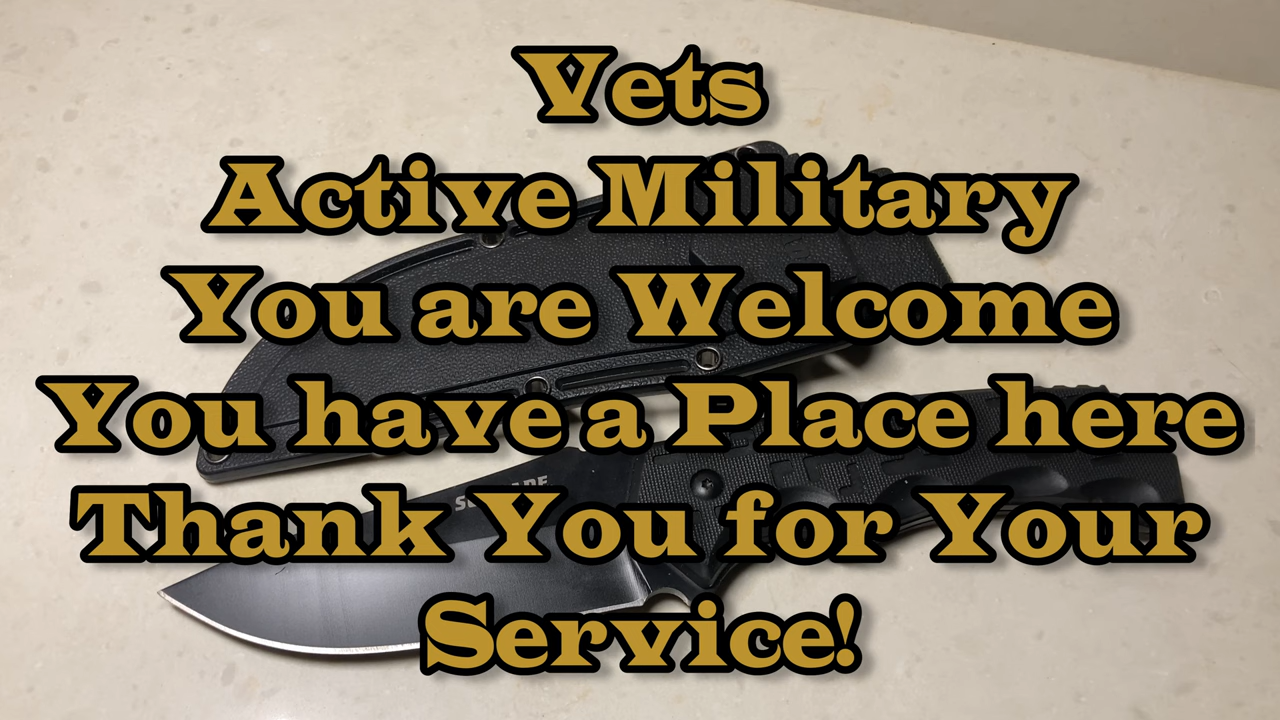 Vets
Active Military
You are Welcome
You have a Place here
Thank You for Your
Service!